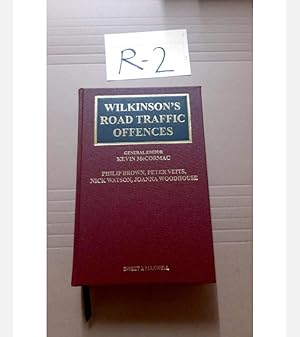 R-2
WILKINSON'S
ROAD TRAFFIC
OFFENCES
GENERAL EDITOR
KEVIN McCORMAC
PHILIP BROWN, PETER VEITS,
NICK WATSON, JOANNA WOODHOUSE
SWEET & MAXWELL